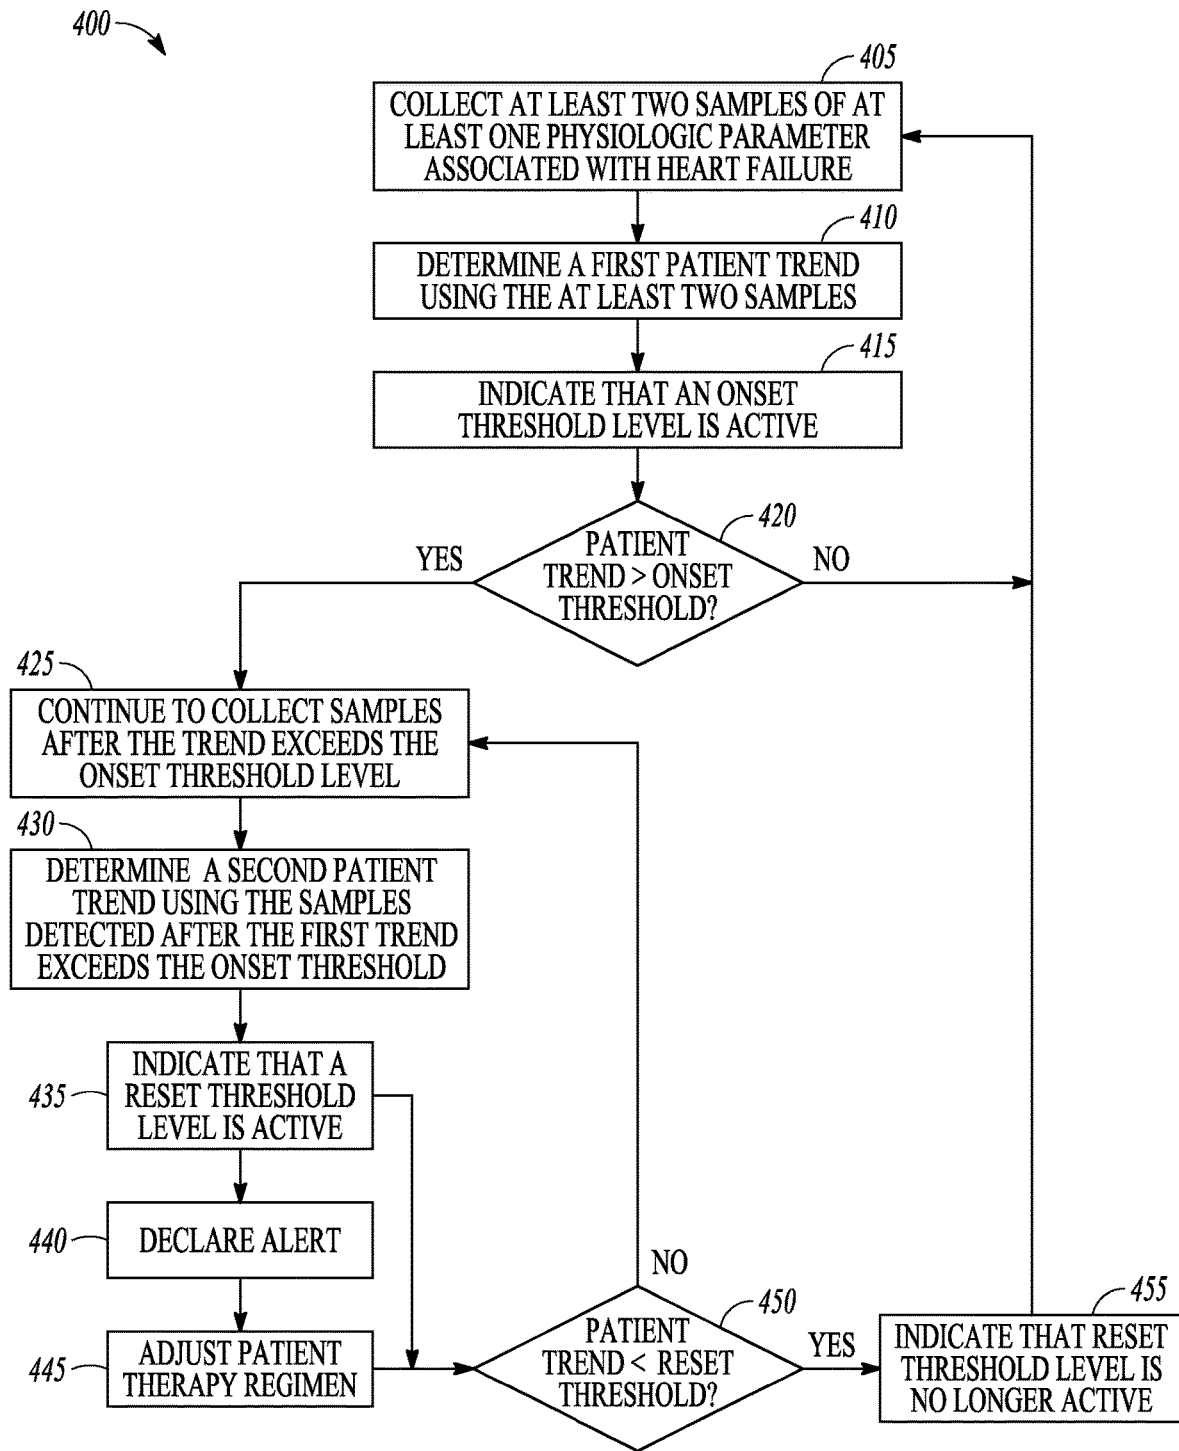 400
405
COLLECT AT LEAST TWO SAMPLES OF AT
LEAST ONE PHYSIOLOGIC PARAMETER
ASSOCIATED WITH HEART FAILURE
410
DETERMINE A FIRST PATIENT TREND
USING THE AT LEAST TWO SAMPLES
415
INDICATE THAT AN ONSET
THRESHOLD LEVEL IS ACTIVE
420
PATIENT
TREND > ONSET
THRESHOLD?
YES
NO
425
CONTINUE TO COLLECT SAMPLES
AFTER THE TREND EXCEEDS THE
ONSET THRESHOLD LEVEL
430
DETERMINE A SECOND PATIENT
TREND USING THE SAMPLES
DETECTED AFTER THE FIRST TREND
EXCEEDS THE ONSET THRESHOLD
435
INDICATE THAT A
RESET THRESHOLD
LEVEL IS ACTIVE
440
DECLARE ALERT
445
ADJUST PATIENT
THERAPY REGIMEN
NO
450
PATIENT
TREND < RESET
THRESHOLD?
YES
455
INDICATE THAT RESET
THRESHOLD LEVEL IS
NO LONGER ACTIVE